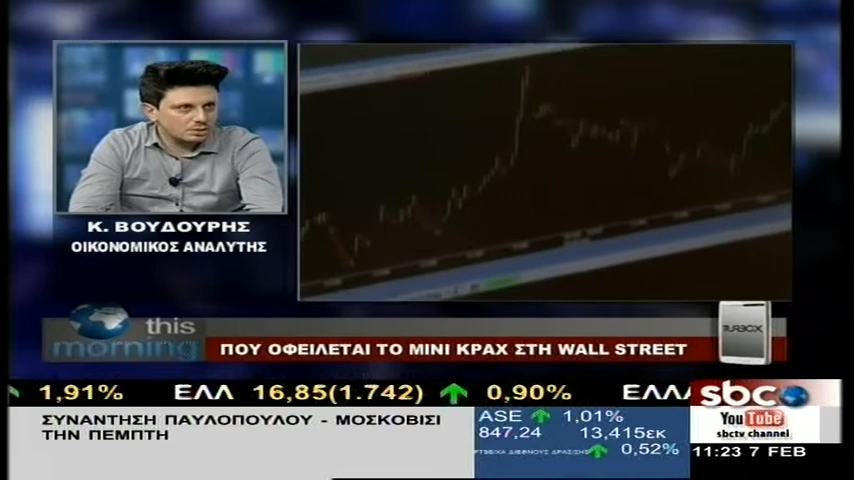 Κ. ΒΟΥΔΟΥΡΗΣ
ΟΙΚΟΝΟΜΙΚΟΣ ΑΝΑΛΥΤΗΣ
TURBOX
this
morning
ΠΟΥ ΟΦΕΙΛΕΤΑΙ ΤΟ ΜΙΝΙ ΚΡΑΧ ΣΤΗ WALL STREET
1,91% ΕΛΛ 16,85(1.742) 0,90% ΕΛΛΑ
sbc
ΣΥΝΑΝΤΗΣΗ ΠΑΥΛΟΠΟΥΛΟΥ - ΜΟΣΚΟΒΙΣΙ
ΤΗΝ ΠΕΜΠΤΗ
ASE 1,01%
847,24 13,415εκ
0,52%
YouTube
sbctv channel
11:23 7 FEB